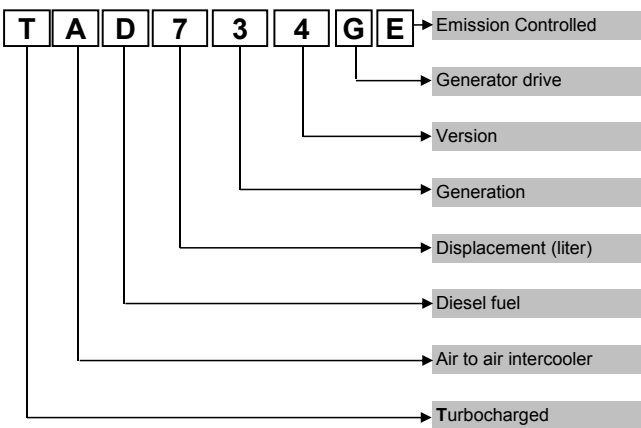 T A D 7 3 4 G E
Emission Controlled
Generator drive
Version
Generation
Displacement (liter)
Diesel fuel
Air to air intercooler
Turbocharged